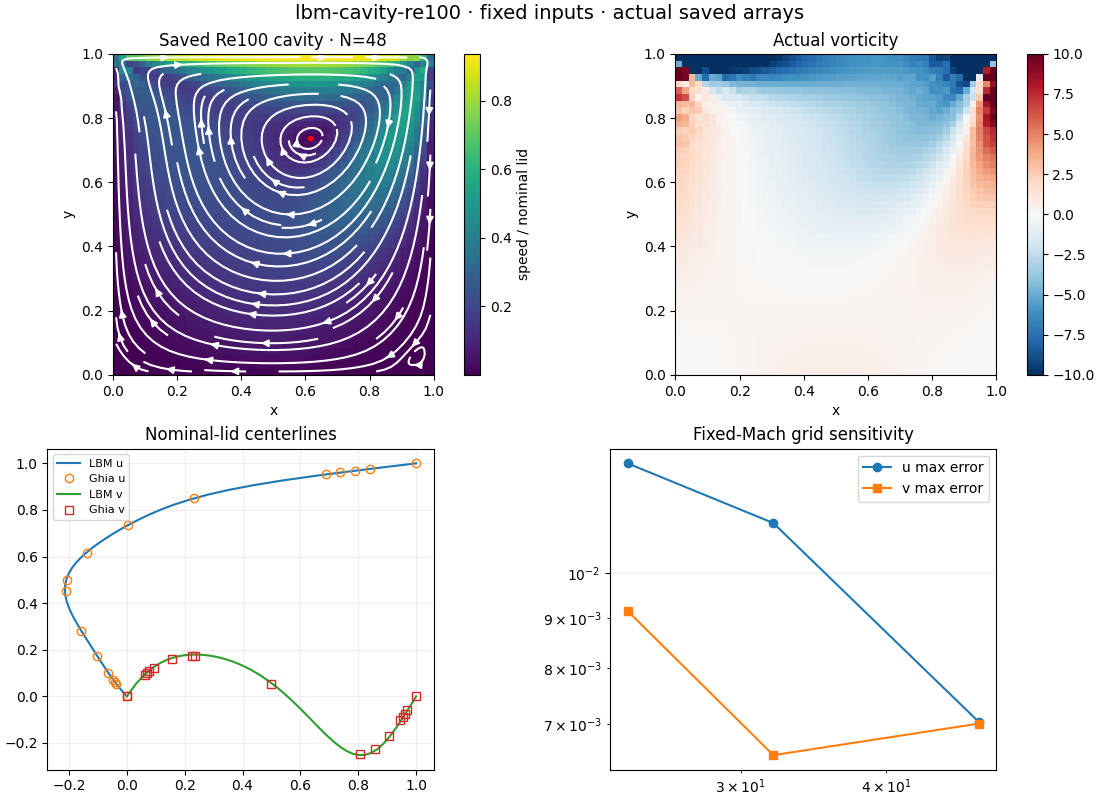 lbm-cavity-re100 · fixed inputs · actual saved arrays
Saved Re100 cavity · N=48
1.0
0.8
0.6
0.4
0.2
0.0
y
0.0 0.2 0.4 0.6 0.8 1.0
x
0.8
0.6
0.4
0.2
speed / nominal lid
Actual vorticity
1.0
0.8
0.6
0.4
0.2
0.0
y
0.0 0.2 0.4 0.6 0.8 1.0
x
10.0
7.5
5.0
2.5
0.0
−2.5
−5.0
−7.5
−10.0
Nominal-lid centerlines
LBM u
Ghia u
LBM v
Ghia v
1.0
0.8
0.6
0.4
0.2
0.0
−0.2
−0.2 0.0 0.2 0.4 0.6 0.8 1.0
Fixed-Mach grid sensitivity
u max error
v max error
10⁻²
9 × 10⁻³
8 × 10⁻³
7 × 10⁻³
3 × 10¹ 4 × 10¹